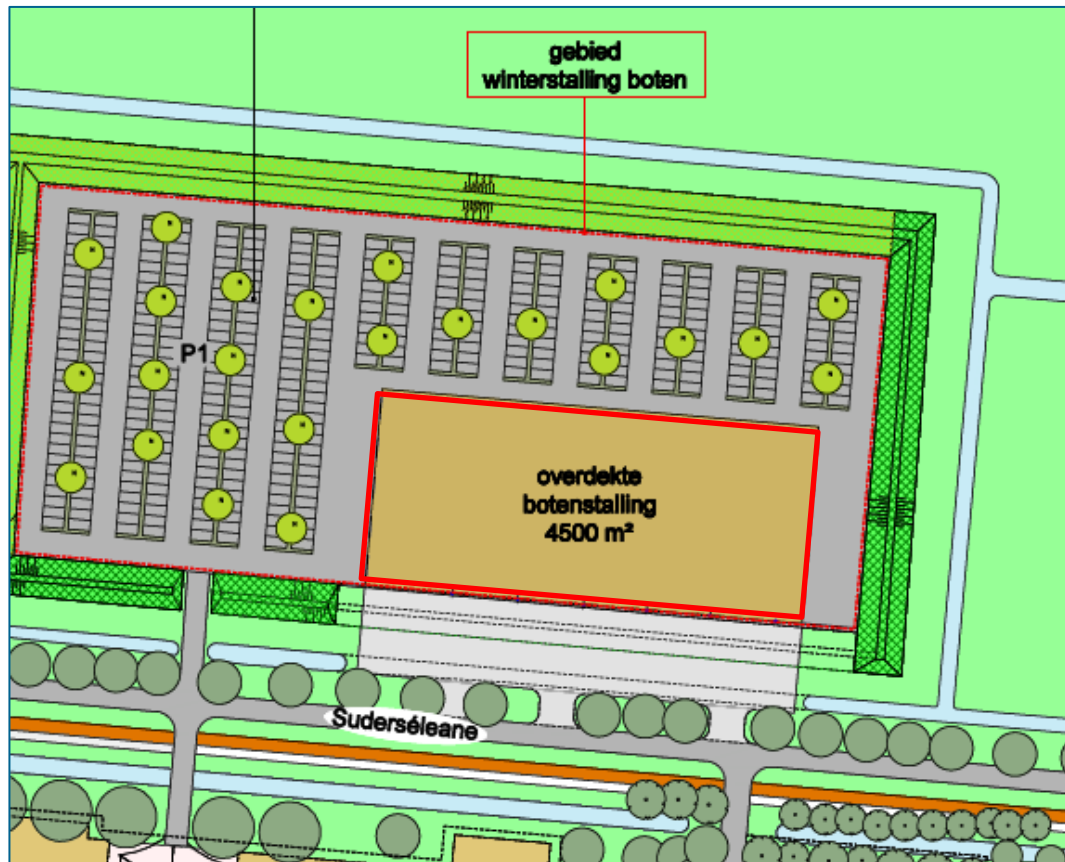 gebied
winterstalling boten
P1
overdekte
botenstalling
4500 m²
Suderséleane